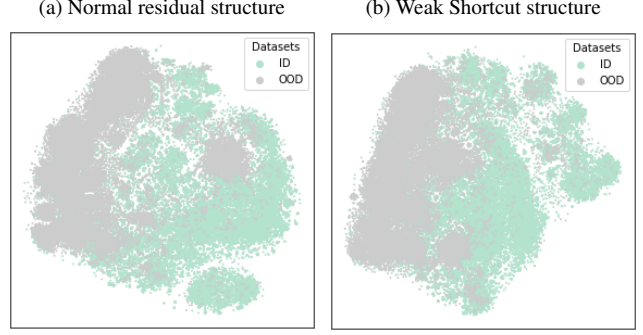 (a) Normal residual structure
(b) Weak Shortcut structure
Datasets
ID
OOD
Datasets
ID
OOD